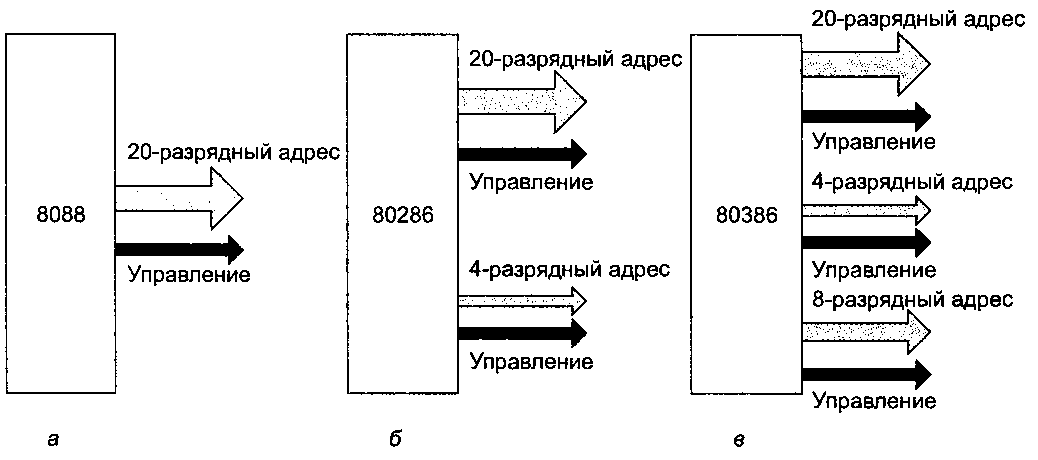 8088
20-разрядный адрес
Управление
а
80286
20-разрядный адрес
Управление
4-разрядный адрес
Управление
б
80386
20-разрядный адрес
Управление
4-разрядный адрес
Управление
8-разрядный адрес
Управление
в